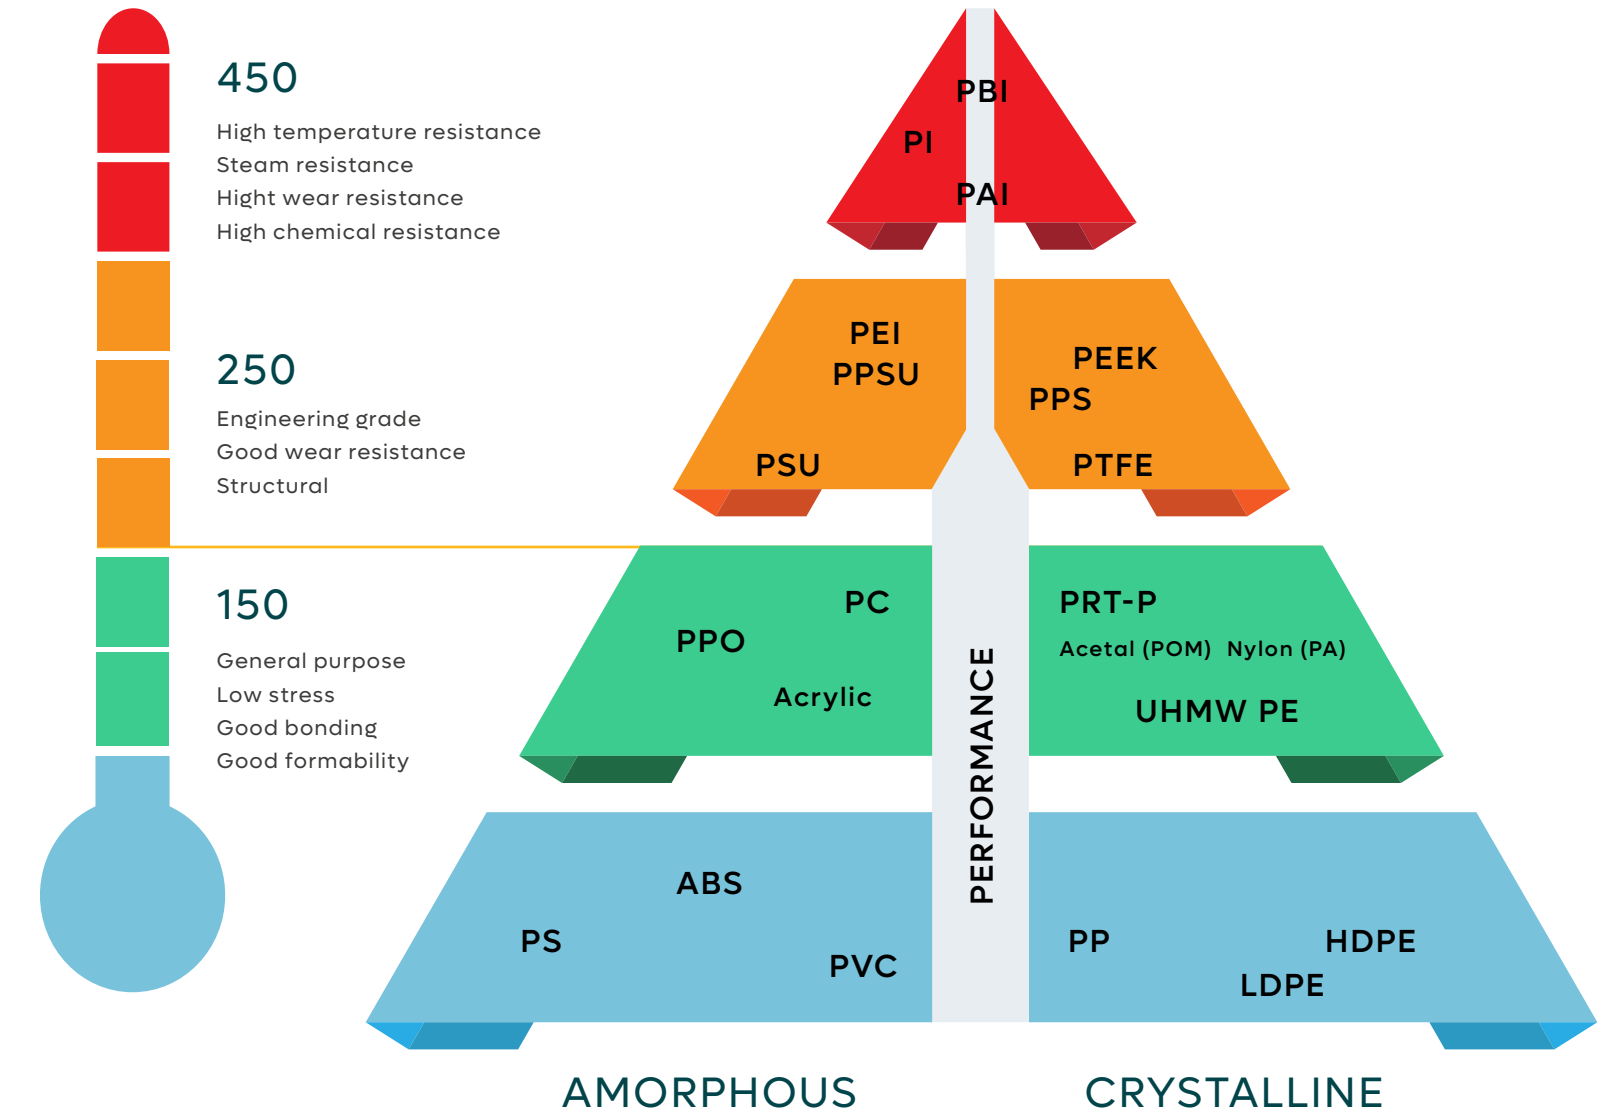 450
High temperature resistance
Steam resistance
Hight wear resistance
High chemical resistance
250
Engineering grade
Good wear resistance
Structural
150
General purpose
Low stress
Good bonding
Good formability
PBI
PI
PAI
PEI
PPSU
PSU
PEEK
PPS
PTFE
PC
PPO
Acrylic
PRT-P
Acetal (POM) Nylon (PA)
UHMW PE
PERFORMANCE
ABS
PS
PVC
PP
HDPE
LDPE
AMORPHOUS
CRYSTALLINE